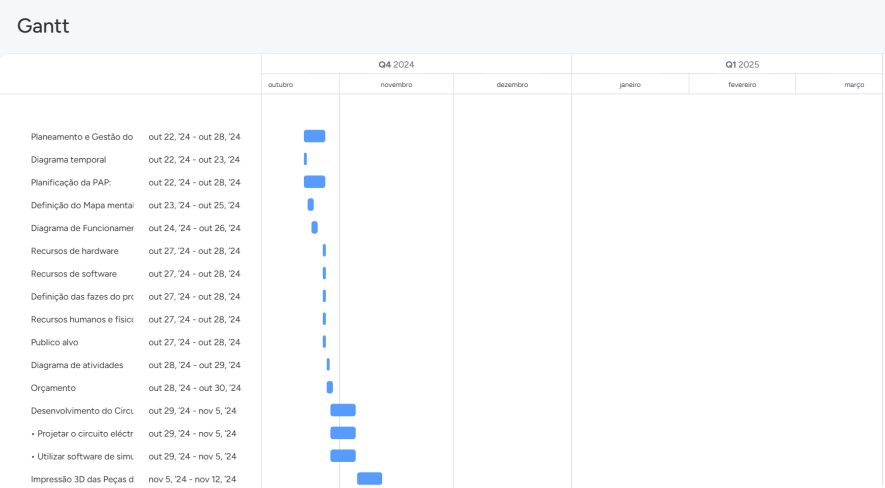 Gantt
Q4 2024
Q1 2025
outubro
novembro
dezembro
janeiro
fevereiro
março
Planeamento e Gestão do out 22, '24 - out 28, '24
Diagrama temporal out 22, '24 - out 23, '24
Planificação da PAP: out 22, '24 - out 28, '24
Definição do Mapa mental out 23, '24 - out 25, '24
Diagrama de Funcionamer out 24, '24 - out 26, '24
Recursos de hardware out 27, '24 - out 28, '24
Recursos de software out 27, '24 - out 28, '24
Definição das fazes do pro out 27, '24 - out 28, '24
Recursos humanos e físico out 27, '24 - out 28, '24
Publico alvo out 27, '24 - out 28, '24
Diagrama de atividades out 28, '24 - out 29, '24
Orçamento out 28, '24 - out 30, '24
Desenvolvimento do Circu out 29, '24 - nov 5, '24
• Projetar o circuito eléctr out 29, '24 - nov 5, '24
• Utilizar software de simu out 29, '24 - nov 5, '24
Impressão 3D das Peças d nov 5, '24 - nov 12, '24